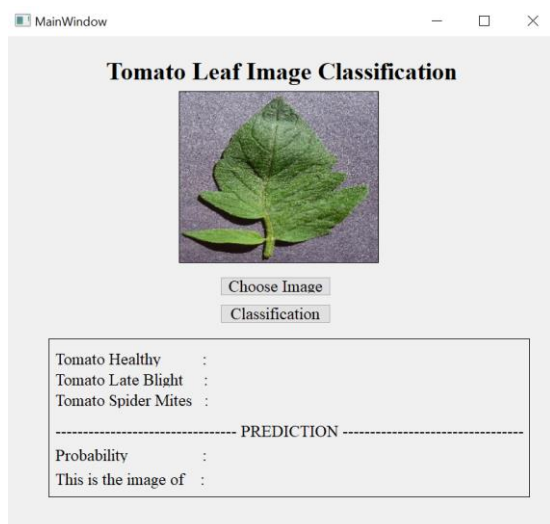 MainWindow
Tomato Leaf Image Classification
Choose Image
Classification
Tomato Healthy :
Tomato Late Blight :
Tomato Spider Mites :
--------------------------------- PREDICTION ---------------------------------
Probability :
This is the image of :